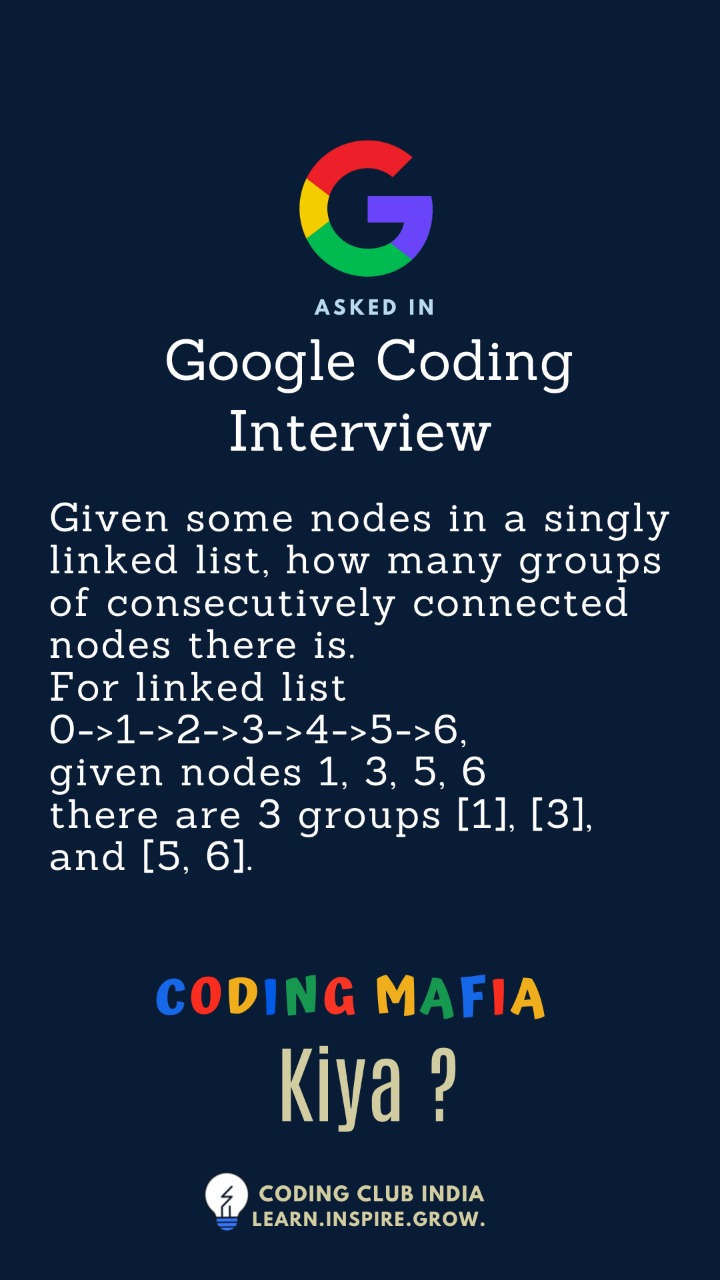 ASKED IN
Google Coding
Interview
Given some nodes in a singly
linked list, how many groups
of consecutively connected
nodes there is.
For linked list
0->1->2->3->4->5->6,
given nodes 1, 3, 5, 6
there are 3 groups [1], [3],
and [5, 6].
CODING MAFIA
Kiya ?
CODING CLUB INDIA
LEARN.INSPIRE.GROW.